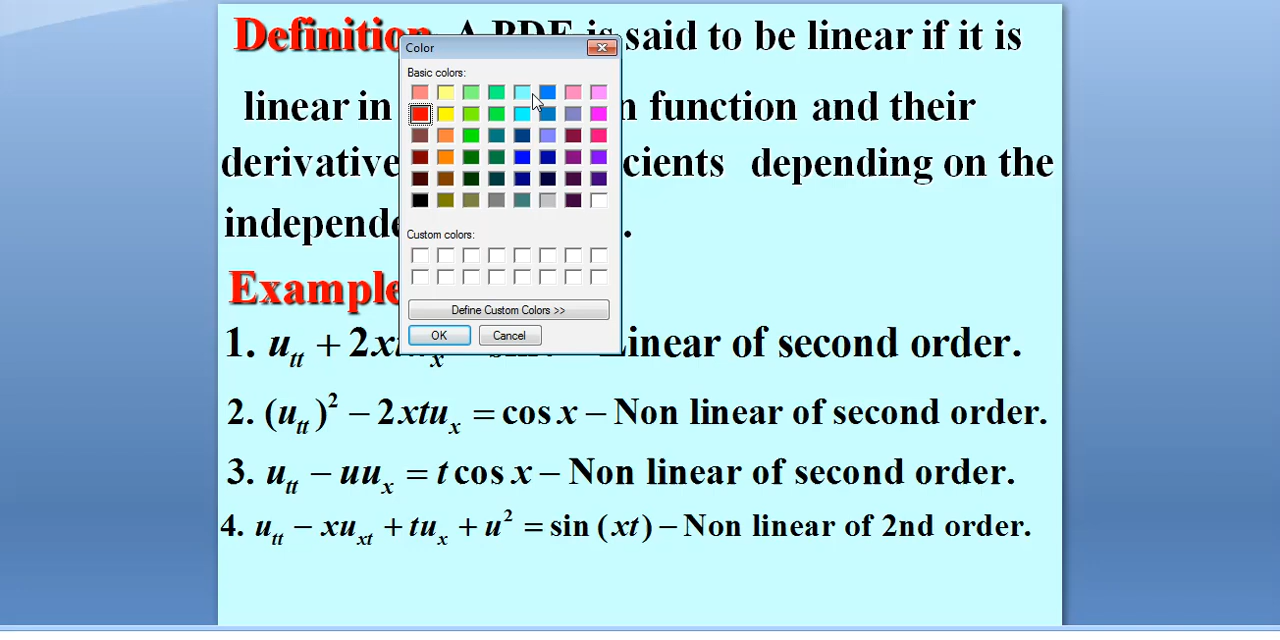 Definition A PDE is said to be linear if it is
linear in n function and their
derivative cients depending on the
independe .
Example
Color
Basic colors:
Custom colors:
Define Custom Colors >>
OK Cancel
1. u_tt + 2x Linear of second order.
2. (u_tt)² − 2xtu_x = cos x − Non linear of second order.
3. u_tt − uu_x = t cos x − Non linear of second order.
4. u_tt − xu_xt + tu_x + u² = sin (xt) − Non linear of 2nd order.